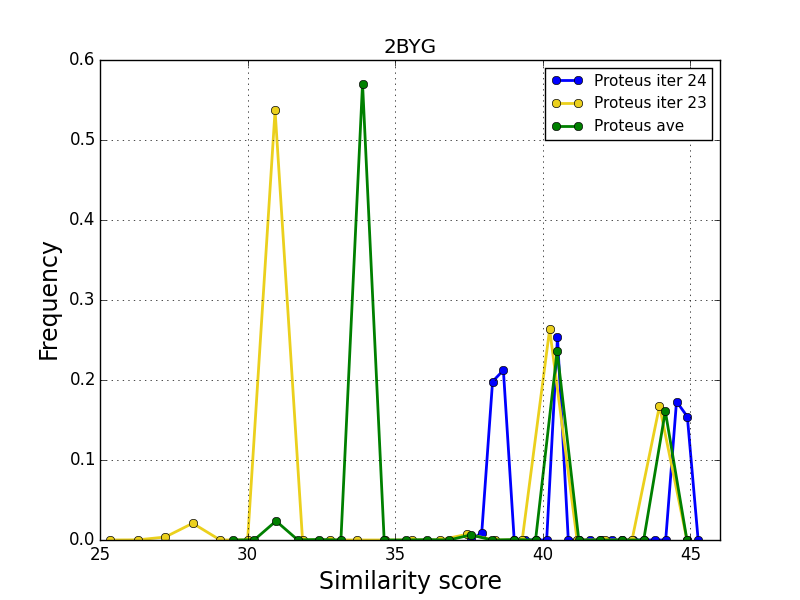 2BYG
0.6
0.5
0.4
0.3
0.2
0.1
0.0
Frequency
Proteus iter 24
Proteus iter 23
Proteus ave
25 30 35 40 45
Similarity score